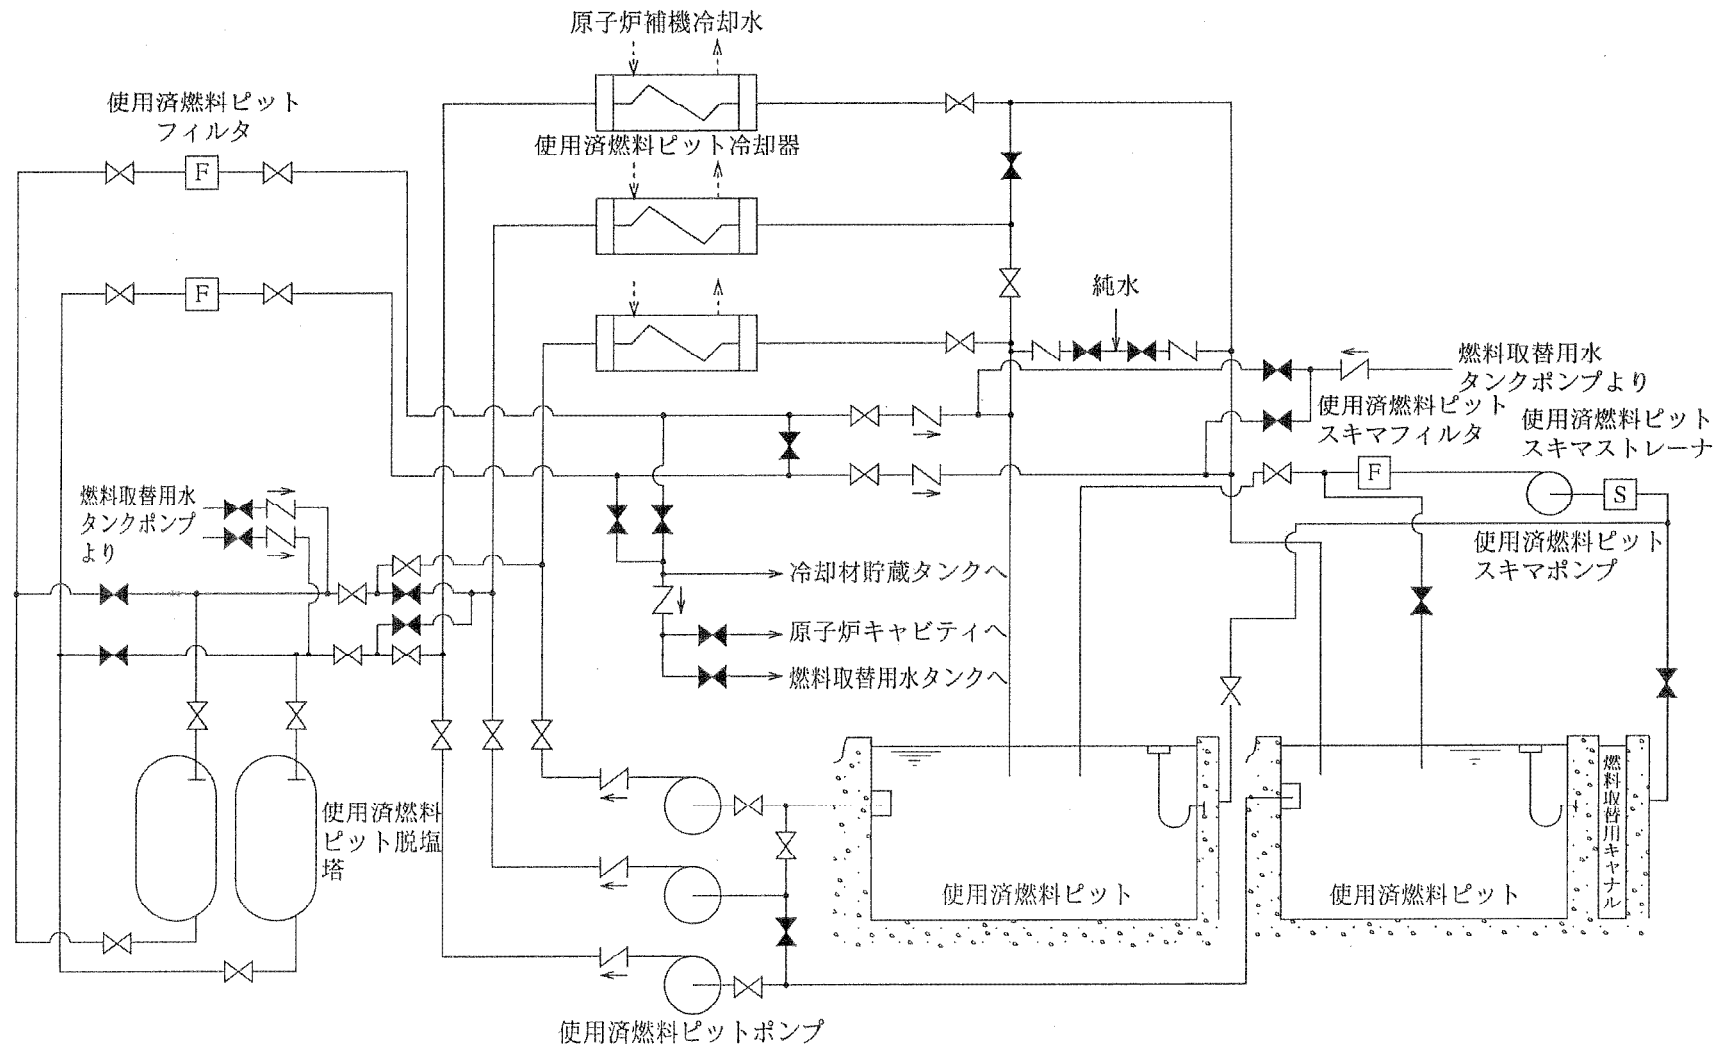 原子炉補機冷却水
使用済燃料ピット
フィルタ
F
使用済燃料ピット冷却器
F
純水
燃料取替用水
タンクポンプより
使用済燃料ピット
スキマフィルタ
使用済燃料ピット
スキマストレーナ
F
S
使用済燃料ピット
スキマポンプ
燃料取替用水
タンクポンプ
より
冷却材貯蔵タンクへ
原子炉キャビティへ
燃料取替用水タンクへ
使用済燃料
ピット脱塩
塔
使用済燃料ピット
使用済燃料ピット
燃料取替用キャナル
使用済燃料ピットポンプ